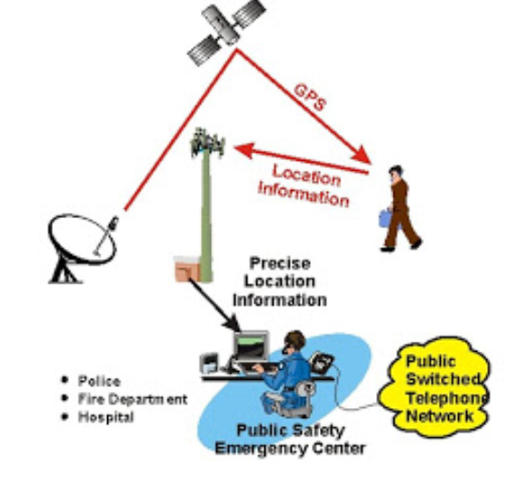 GPS
Location
Information
Precise
Location
Information
Public
Switched
Telephone
Network
• Police
• Fire Department
• Hospital
Public Safety
Emergency Center